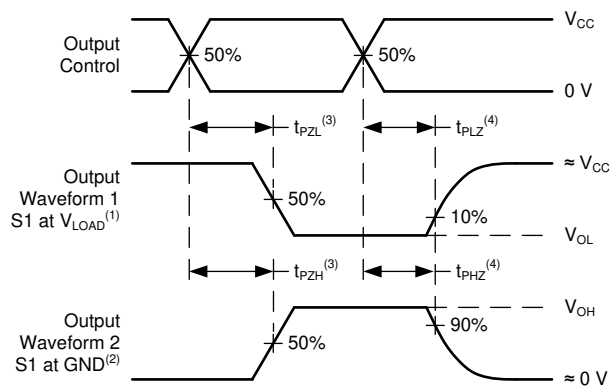 V_CC
Output
Control
50%
50%
0 V
t_PZL^(3)
t_PLZ^(4)
≈ V_CC
Output
Waveform 1
S1 at V_LOAD^(1)
50%
10%
V_OL
t_PZH^(3)
t_PHZ^(4)
V_OH
Output
Waveform 2
S1 at GND^(2)
50%
90%
≈ 0 V